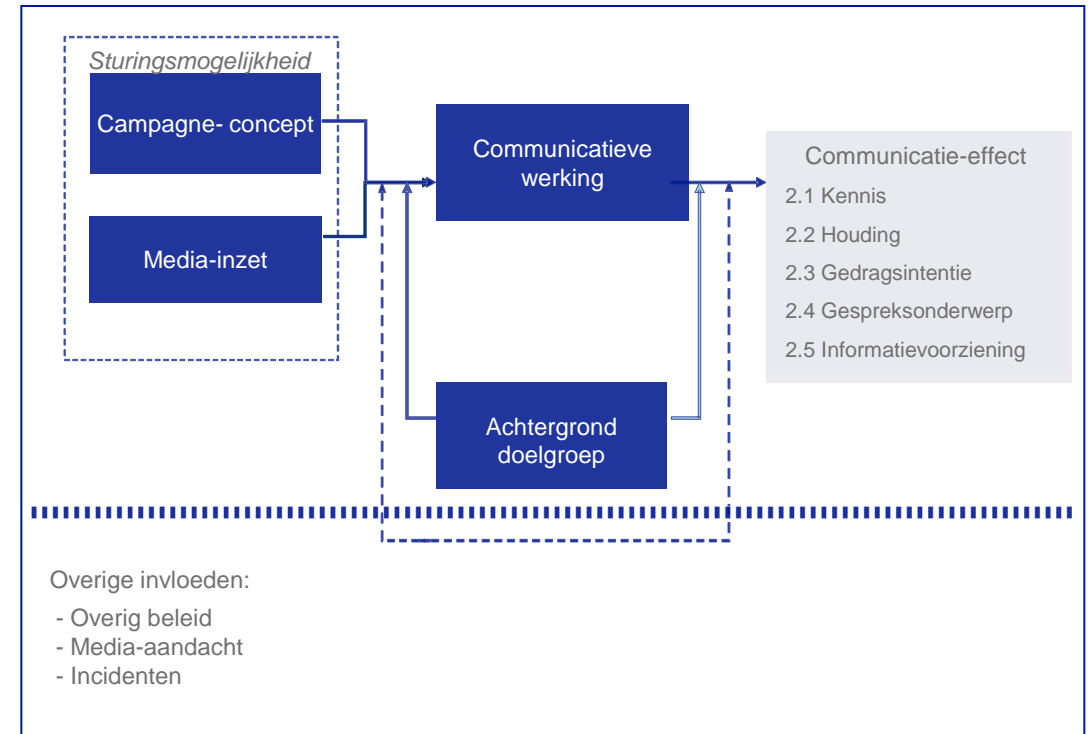 Sturingsmogelijkheid
Campagne- concept
Media-inzet
Communicatieve
werking
Achtergrond
doelgroep
Communicatie-effect
2.1 Kennis
2.2 Houding
2.3 Gedragsintentie
2.4 Gespreksonderwerp
2.5 Informatievoorziening
Overige invloeden:
- Overig beleid
- Media-aandacht
- Incidenten